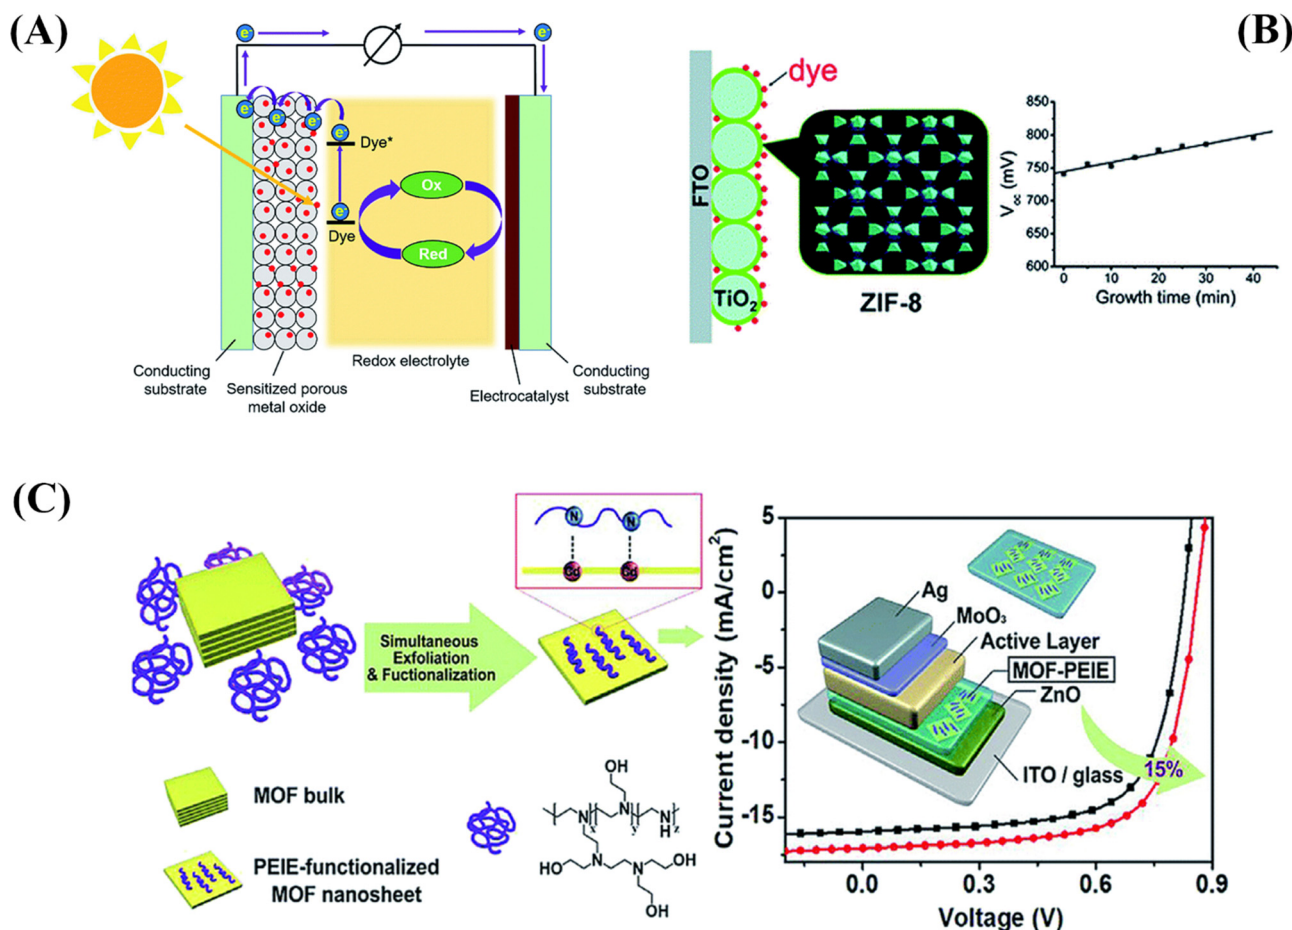 (A)
e-
e-
e-
e-
e-
e-
Dye*
Ox
e-
Dye
Red
Redox electrolyte
Conducting
substrate
Sensitized porous
metal oxide
Electrocatalyst
Conducting
substrate
(B)
dye
FTO
TiO2
ZIF-8
Voc (mV)
800
750
700
650
600
0
10
20
30
40
Growth time (min)
(C)
N
N
Cd
Cd
Simultaneous
Exfoliation
& Fuctionalization
MOF bulk
PEIE-functionalized
MOF nanosheet
OH
N
x
N
y
N
H
z
N
N
HO
OH
OH
Current density (mA/cm2)
5
0
-5
-10
-15
Ag
MoO3
Active Layer
MOF-PEIE
ZnO
ITO / glass
15%
0.0
0.3
0.6
0.9
Voltage (V)